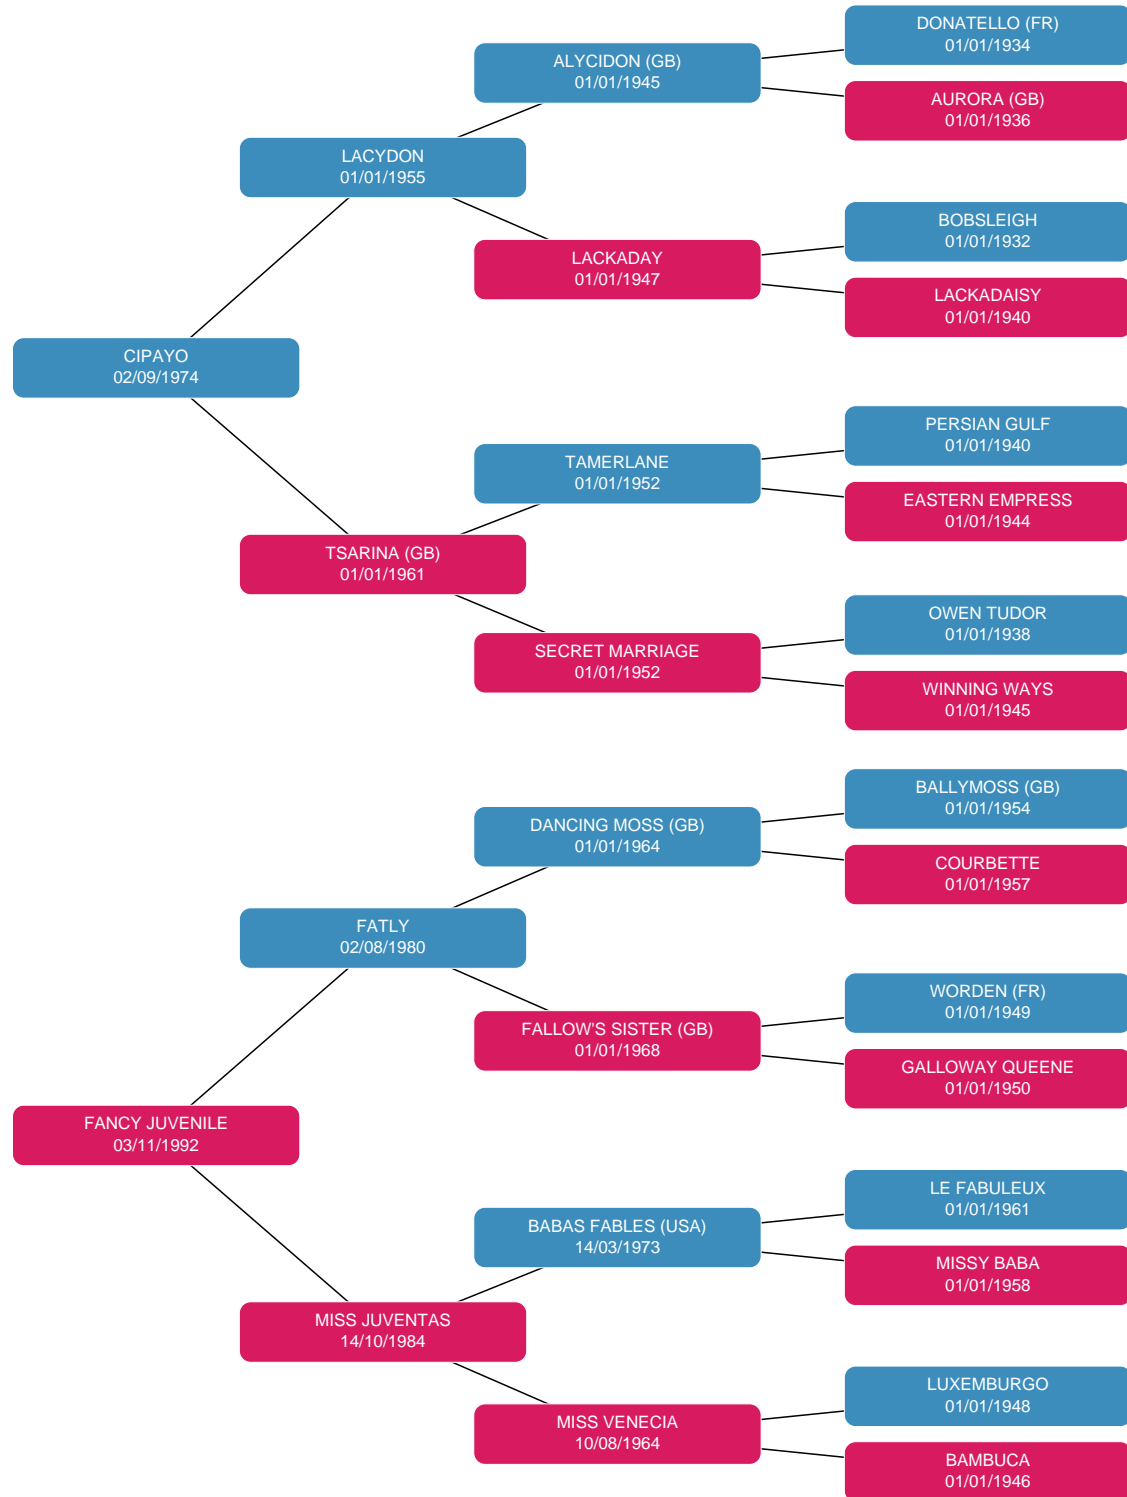 DONATELLO (FR)
01/01/1934
ALYCIDON (GB)
01/01/1945
AURORA (GB)
01/01/1936
LACYDON
01/01/1955
BOBSLEIGH
01/01/1932
LACKADAY
01/01/1947
LACKADAISY
01/01/1940
CIPAYO
02/09/1974
PERSIAN GULF
01/01/1940
TAMERLANE
01/01/1952
EASTERN EMPRESS
01/01/1944
TSARINA (GB)
01/01/1961
OWEN TUDOR
01/01/1938
SECRET MARRIAGE
01/01/1952
WINNING WAYS
01/01/1945
BALLYMOSS (GB)
01/01/1954
DANCING MOSS (GB)
01/01/1964
COURBETTE
01/01/1957
FATLY
02/08/1980
WORDEN (FR)
01/01/1949
FALLOW'S SISTER (GB)
01/01/1968
GALLOWAY QUEENE
01/01/1950
FANCY JUVENILE
03/11/1992
LE FABULEUX
01/01/1961
BABAS FABLES (USA)
14/03/1973
MISSY BABA
01/01/1958
MISS JUVENTAS
14/10/1984
LUXEMBURGO
01/01/1948
MISS VENECIA
10/08/1964
BAMBUCA
01/01/1946